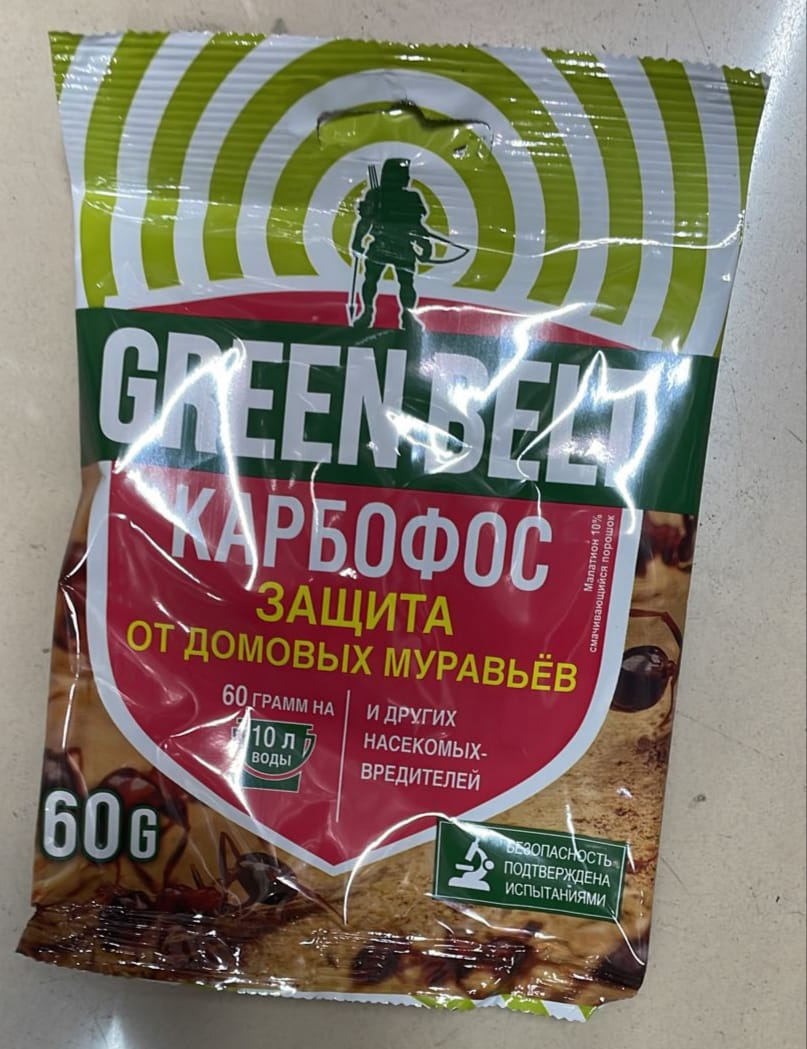 GREEN BELT
КАРБОФОС
Малатион 10%
смачивающийся порошок
ЗАЩИТА
ОТ ДОМОВЫХ МУРАВЬЁВ
60 ГРАММ НА
10 л
ВОДЫ
И ДРУГИХ
НАСЕКОМЫХ-
ВРЕДИТЕЛЕЙ
60G
БЕЗОПАСНОСТЬ
ПОДТВЕРЖДЕНА
ИСПЫТАНИЯМИ